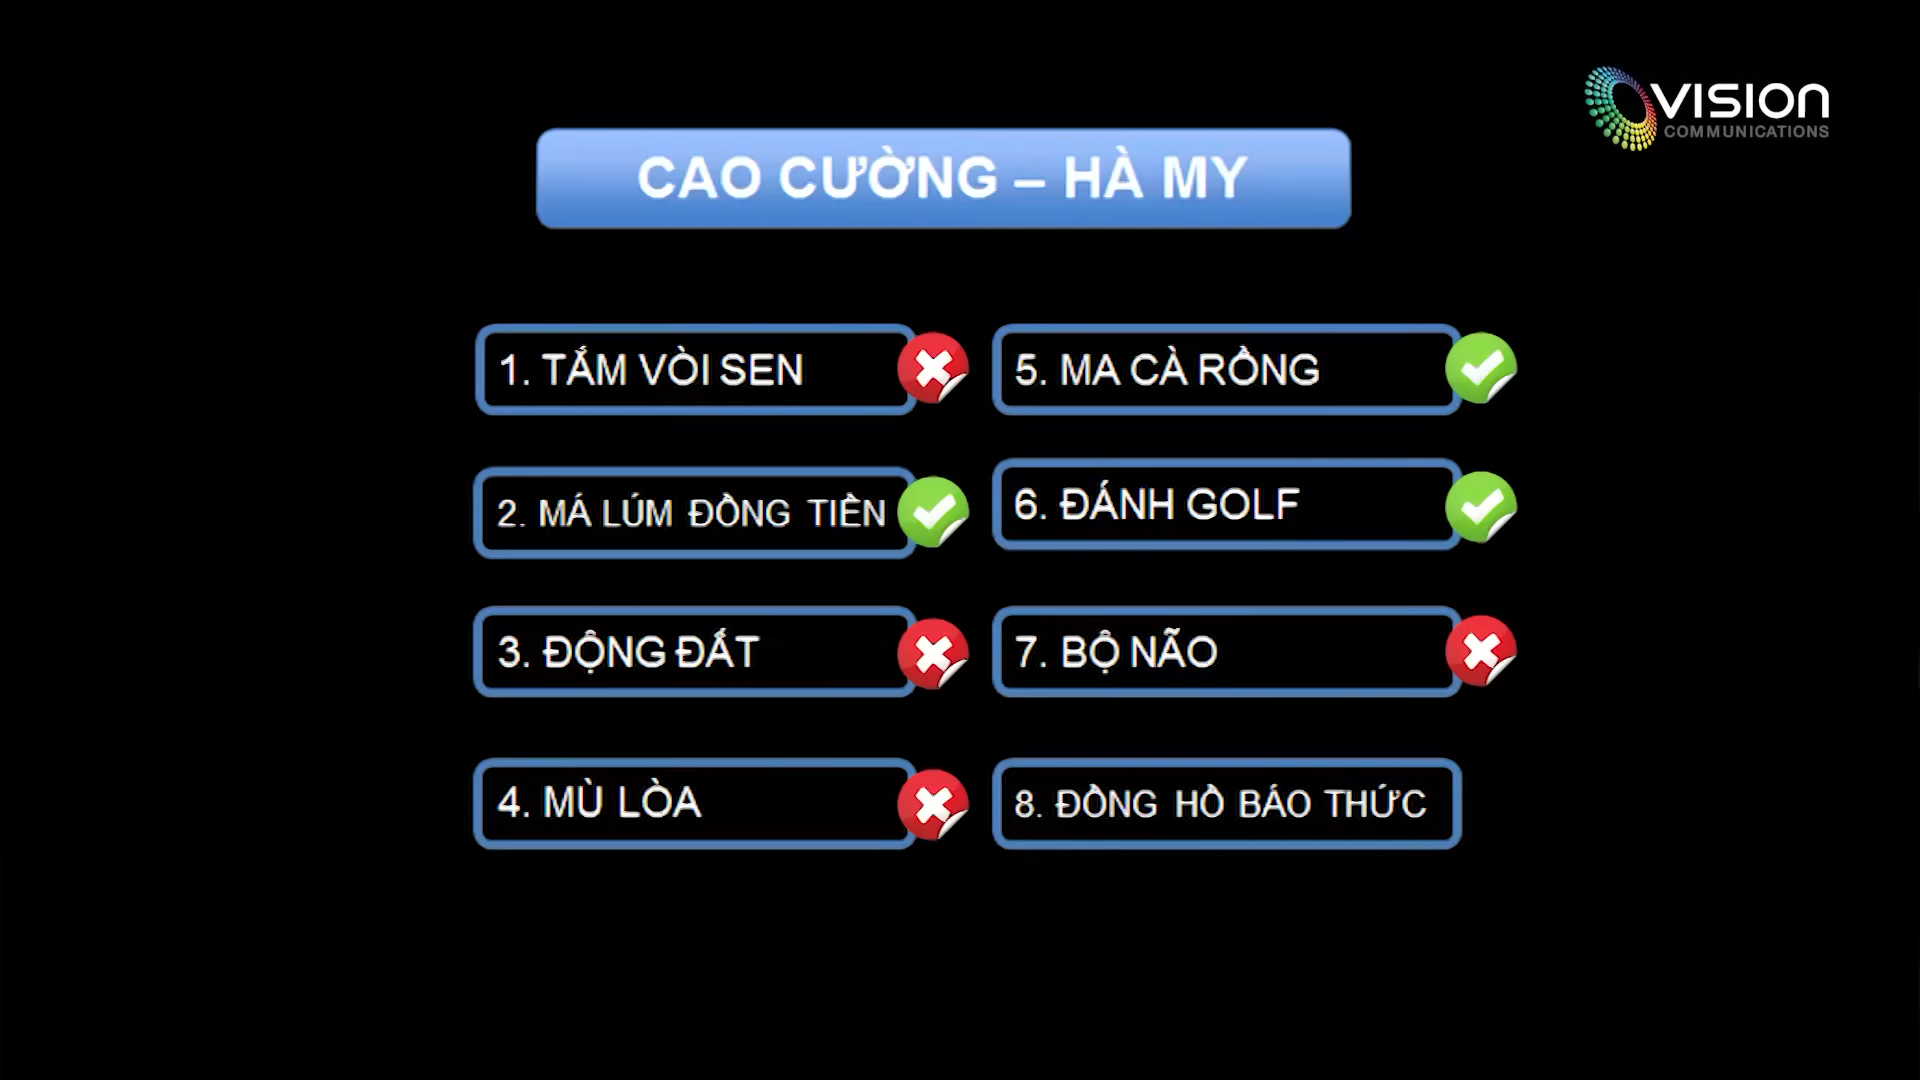 VISION
COMMUNICATIONS
CAO CƯỜNG – HÀ MY
1. TẮM VÒI SEN
2. MÁ LÚM ĐỒNG TIỀN
3. ĐỘNG ĐẤT
4. MÙ LÒA
5. MA CÀ RỒNG
6. ĐÁNH GOLF
7. BỘ NÃO
8. ĐỒNG HỒ BÁO THỨC